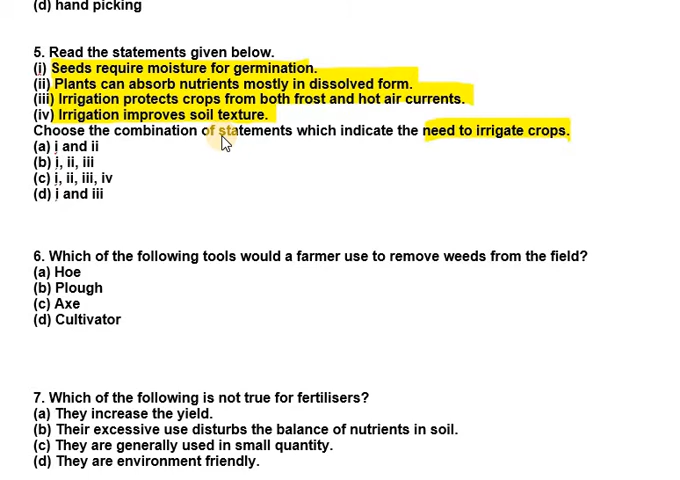 (d) hand picking
5. Read the statements given below.
(i) Seeds require moisture for germination.
(ii) Plants can absorb nutrients mostly in dissolved form.
(iii) Irrigation protects crops from both frost and hot air currents.
(iv) Irrigation improves soil texture.
Choose the combination of statements which indicate the need to irrigate crops.
(a) i and ii
(b) i, ii, iii
(c) i, ii, iii, iv
(d) i and iii
6. Which of the following tools would a farmer use to remove weeds from the field?
(a) Hoe
(b) Plough
(c) Axe
(d) Cultivator
7. Which of the following is not true for fertilisers?
(a) They increase the yield.
(b) Their excessive use disturbs the balance of nutrients in soil.
(c) They are generally used in small quantity.
(d) They are environment friendly.